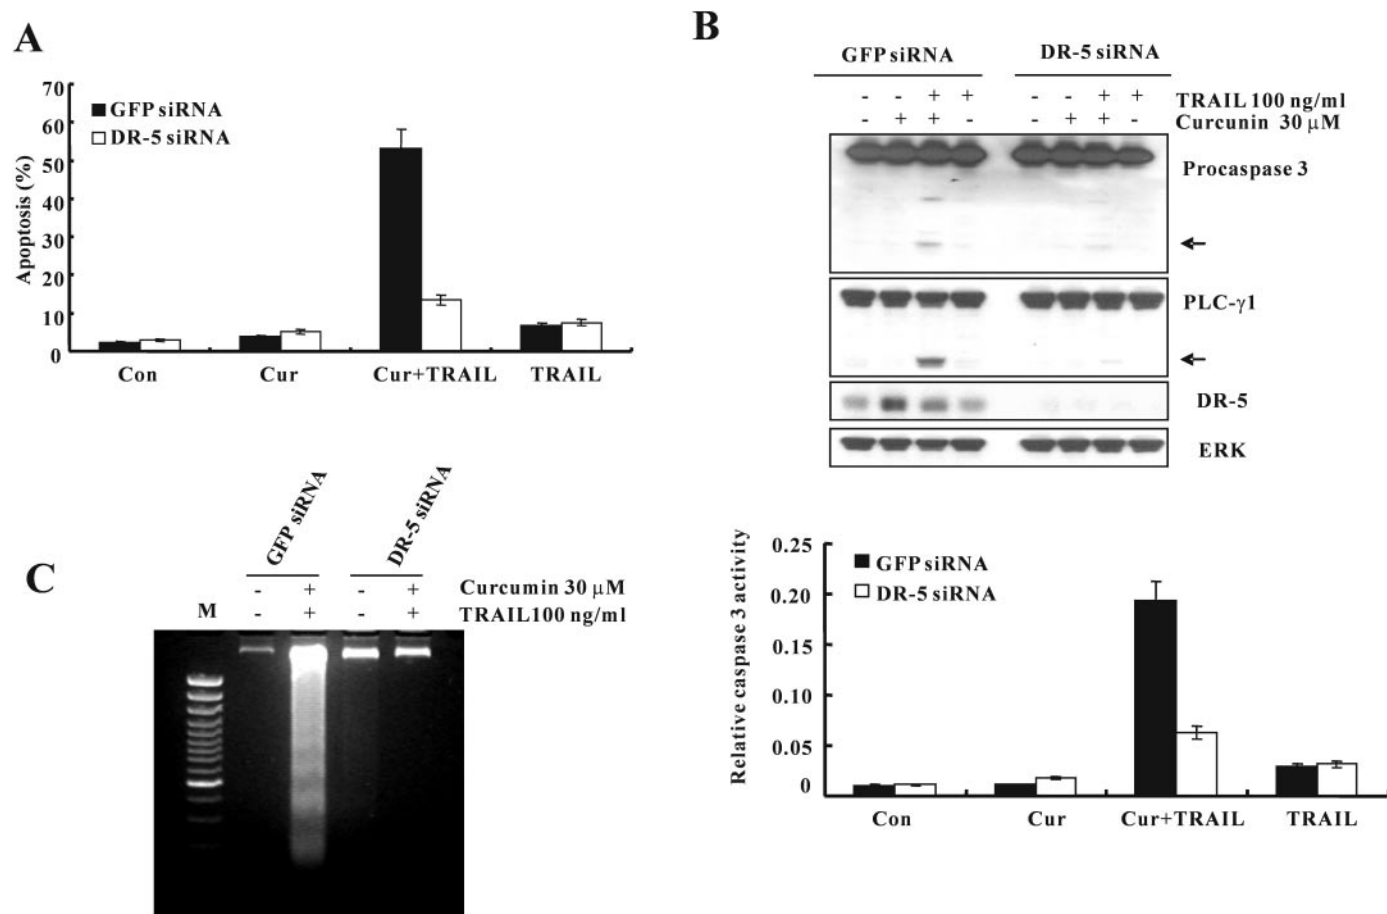 A
70
60
50
40
30
20
10
0
Apoptosis (%)
GFP siRNA
DR-5 siRNA
Con Cur Cur+TRAIL TRAIL
B
GFP siRNA DR-5 siRNA
- - + + - - + + TRAIL 100 ng/ml
- + + - - + + - Curcunin 30 μM
Procaspase 3
PLC-γ1
DR-5
ERK
C
GFP siRNA DR-5 siRNA
- + - + Curcumin 30 μM
M - + - + TRAIL100 ng/ml
0.25
0.20
0.15
0.10
0.05
0
Relative caspase 3 activity
GFP siRNA
DR-5 siRNA
Con Cur Cur+TRAIL TRAIL